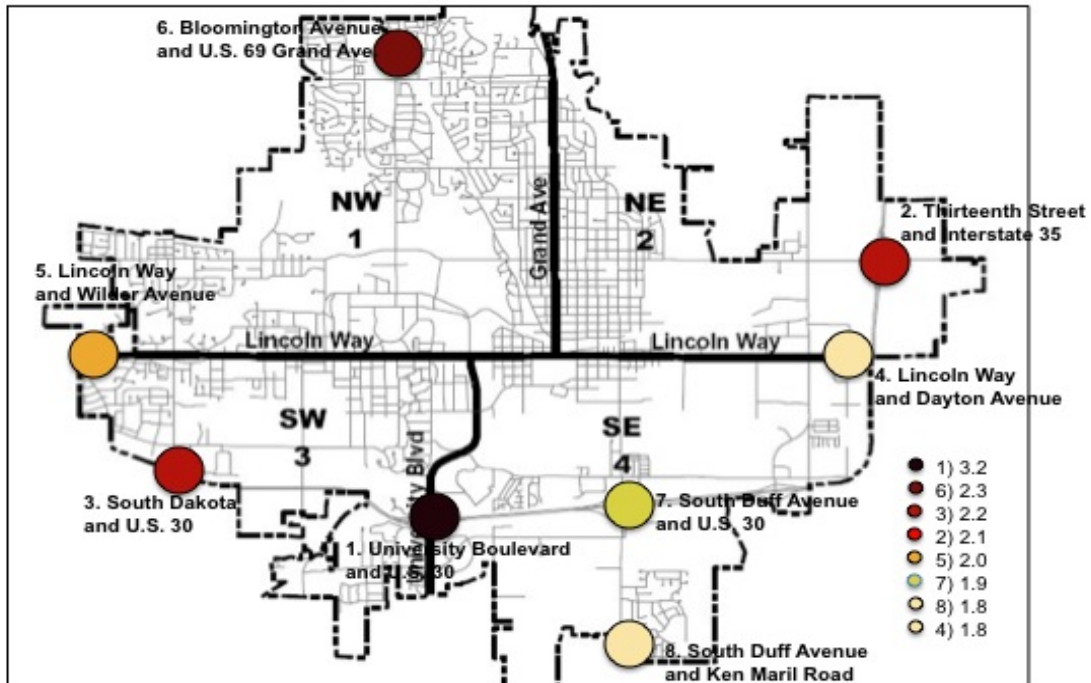 6. Bloomington Avenue
and U.S. 69 Grand Ave
NW
1
Grand Ave
NE
2
2. Thirteenth Street
and Interstate 35
5. Lincoln Way
and Wilder Avenue
Lincoln Way
Lincoln Way
4. Lincoln Way
and Dayton Avenue
SW
3
SE
4
3. South Dakota
and U.S. 30
7. South Duff Avenue
and U.S. 30
1. University Boulevard
and U.S. 30
8. South Duff Avenue
and Ken Maril Road
1) 3.2
6) 2.3
3) 2.2
2) 2.1
5) 2.0
7) 1.9
8) 1.8
4) 1.8